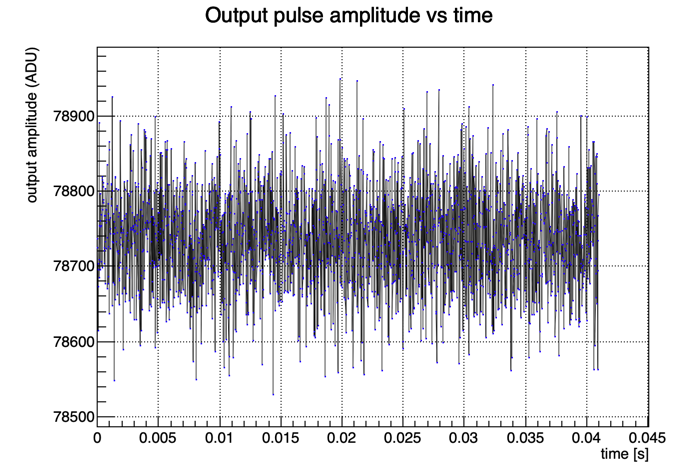 Output pulse amplitude vs time
output amplitude (ADU)
78900
78800
78700
78600
78500
0 0.005 0.01 0.015 0.02 0.025 0.03 0.035 0.04 0.045
time [s]